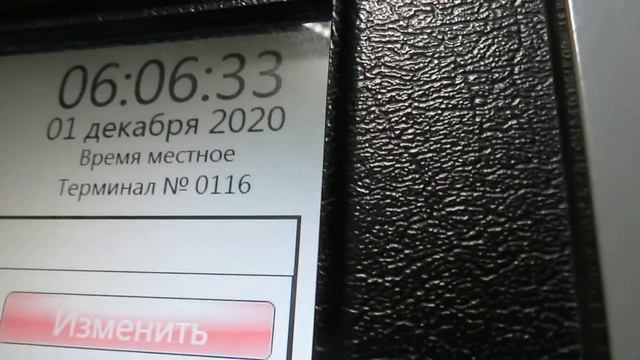 06:06:33
01 декабря 2020
Время местное
Терминал № 0116
Изменить